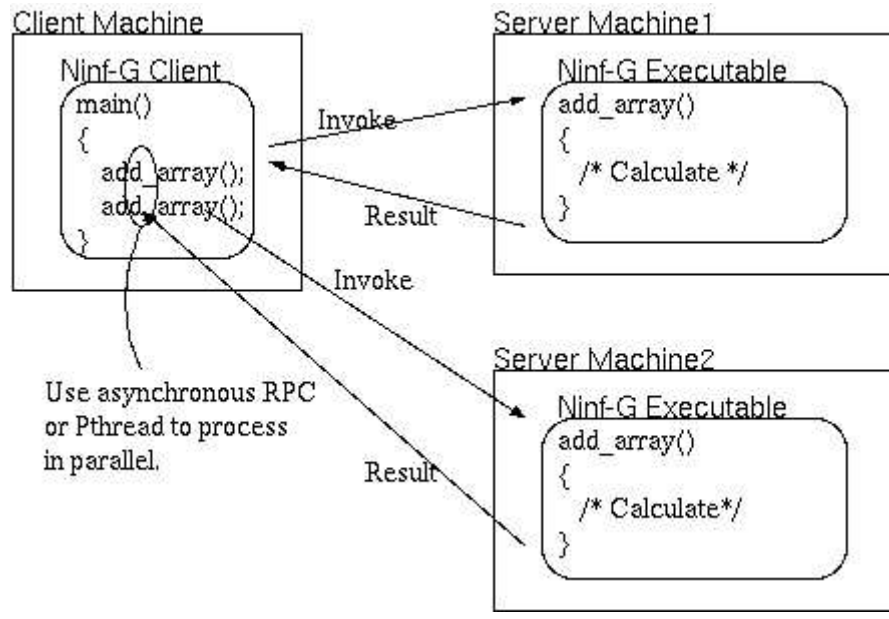 Client Machine
Ninf-G Client
main()
{
add_array();
add_array();
}
Use asynchronous RPC
or Pthread to process
in parallel.
Invoke
Result
Invoke
Result
Server Machine1
Ninf-G Executable
add_array()
{
/* Calculate */
}
Server Machine2
Ninf-G Executable
add_array()
{
/* Calculate*/
}